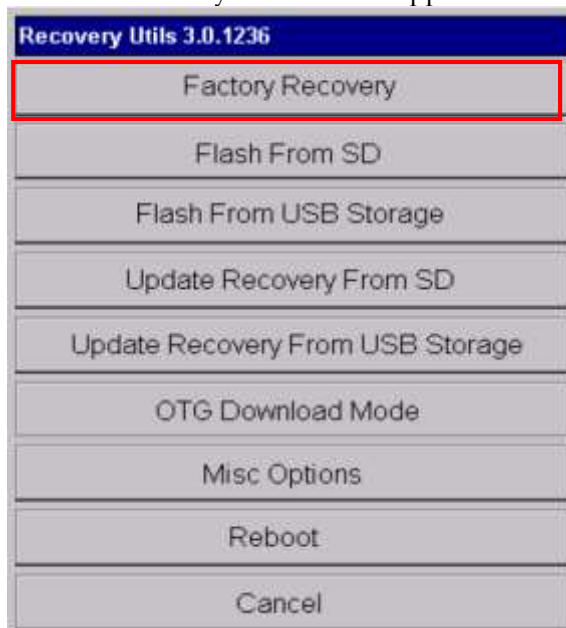 Recovery Utils 3.0.1236
Factory Recovery
Flash From SD
Flash From USB Storage
Update Recovery From SD
Update Recovery From USB Storage
OTG Download Mode
Misc Options
Reboot
Cancel